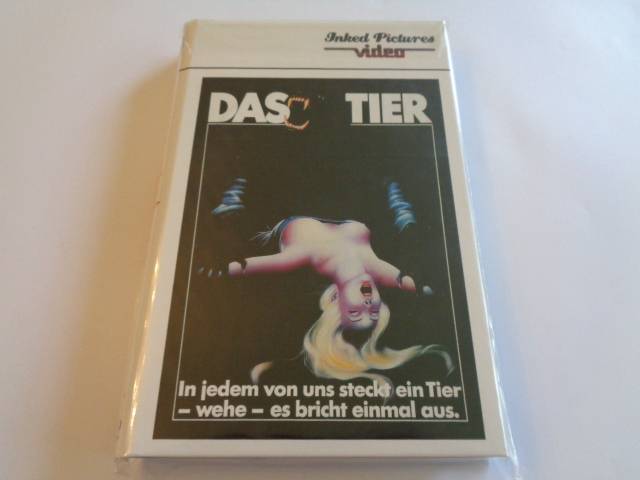 Inked Pictures
video
DAS TIER
In jedem von uns steckt ein Tier
– wehe – es bricht einmal aus.